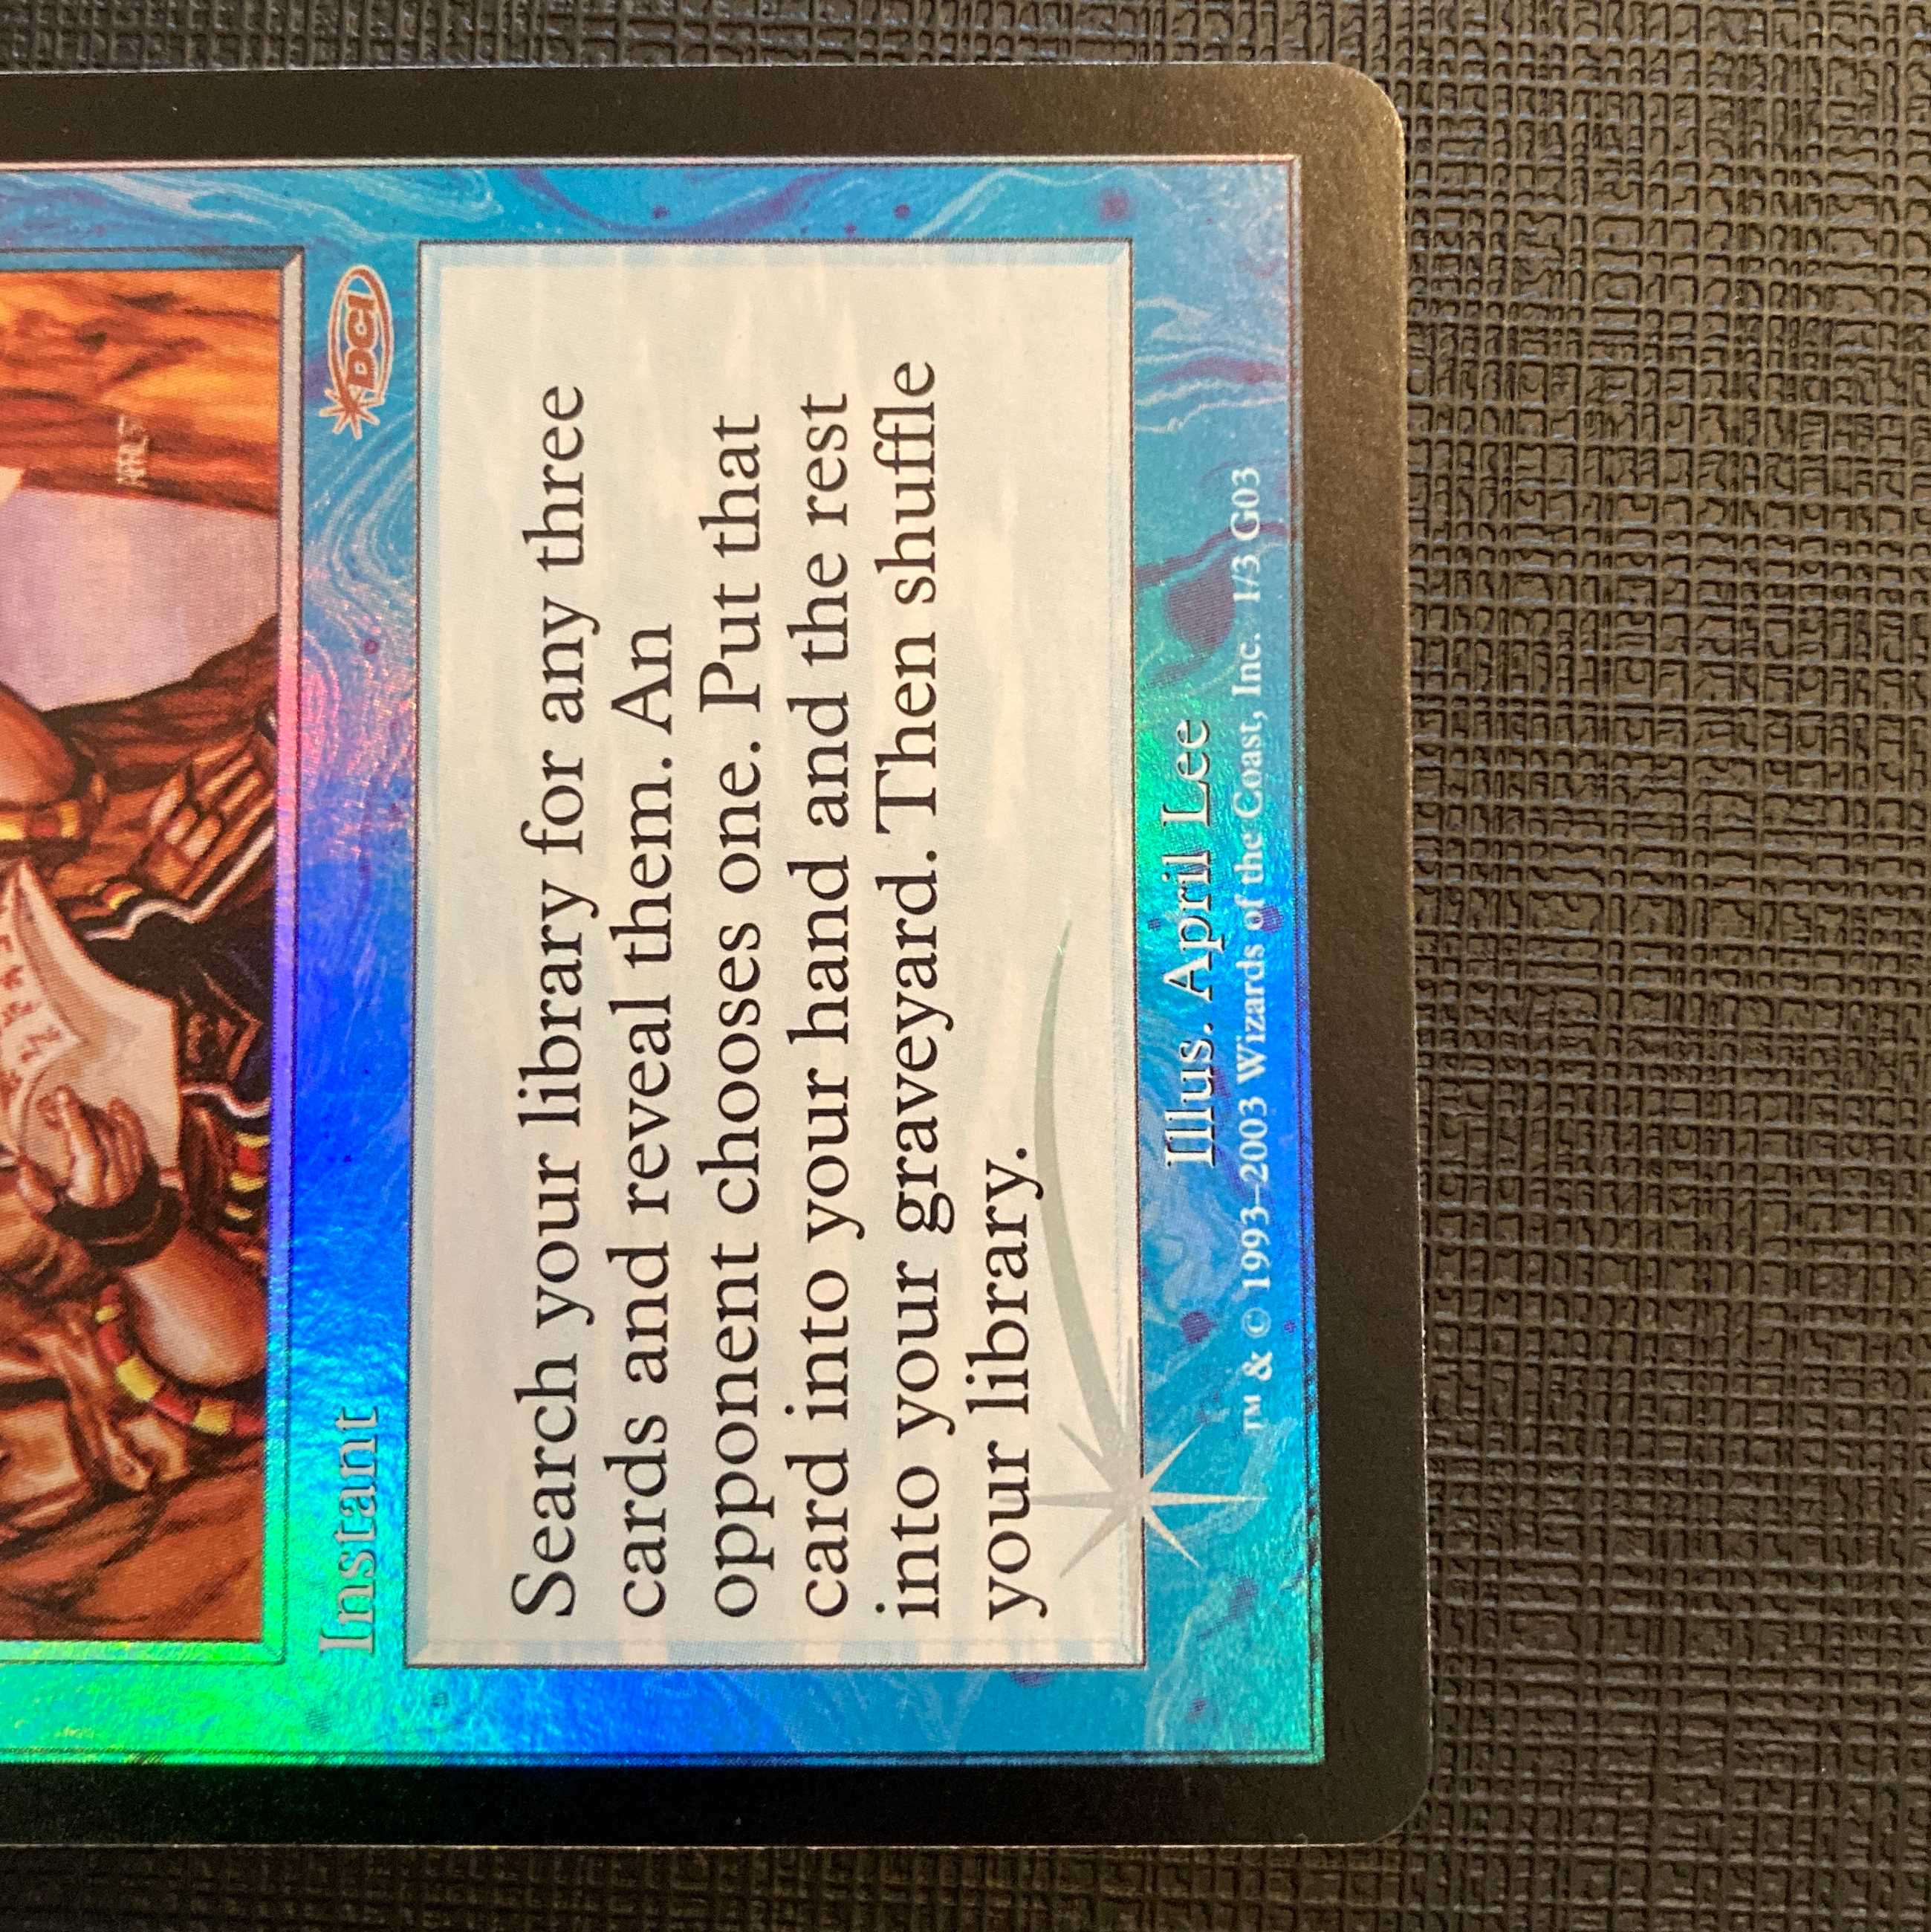 DCI
Instant
Search your library for any three
cards and reveal them. An
opponent chooses one. Put that
card into your hand and the rest
into your graveyard. Then shuffle
your library.
Illus. April Lee
™ & © 1993–2003 Wizards of the Coast, Inc. 1/3 G03